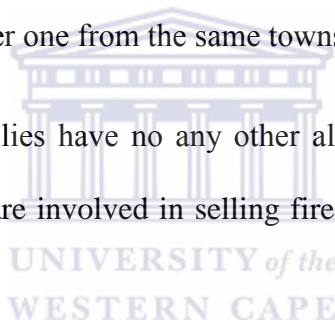 er one from the same towns
lies have no any other al
are involved in selling fire
UNIVERSITY of the
WESTERN CAPE